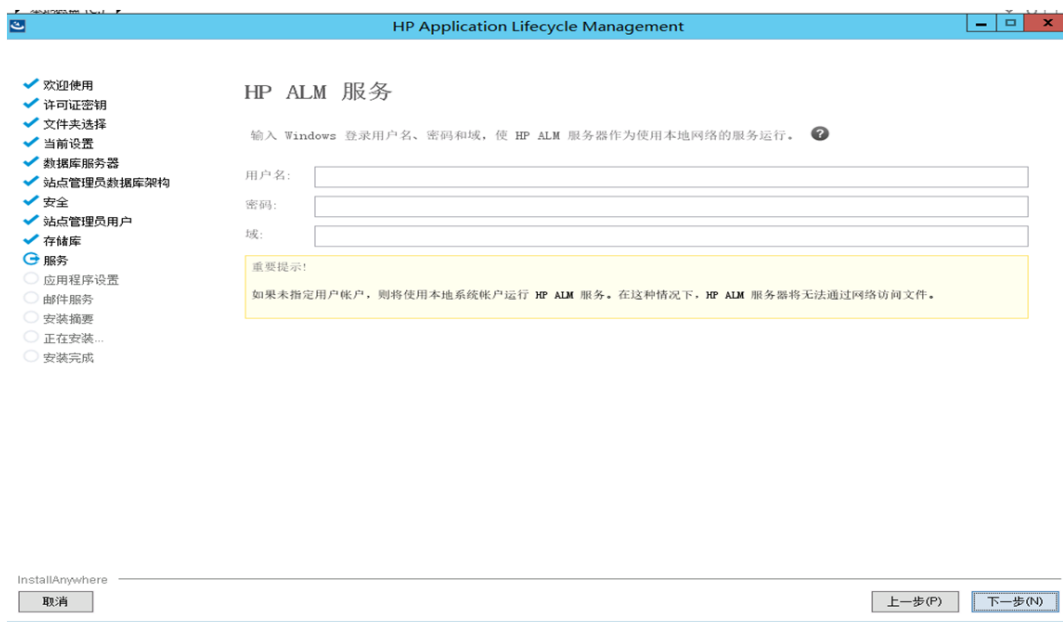 HP Application Lifecycle Management
欢迎使用
许可证密钥
文件夹选择
当前设置
数据库服务器
站点管理员数据库架构
安全
站点管理员用户
存储库
服务
应用程序设置
邮件服务
安装摘要
正在安装...
安装完成
HP ALM 服务
输入 Windows 登录用户名、密码和域，使 HP ALM 服务器作为使用本地网络的服务运行。 ?
用户名:
密码:
域:
重要提示!
如果未指定用户帐户，则将使用本地系统帐户运行 HP ALM 服务。在这种情况下，HP ALM 服务器将无法通过网络访问文件。
InstallAnywhere
取消
上一步(P)
下一步(N)